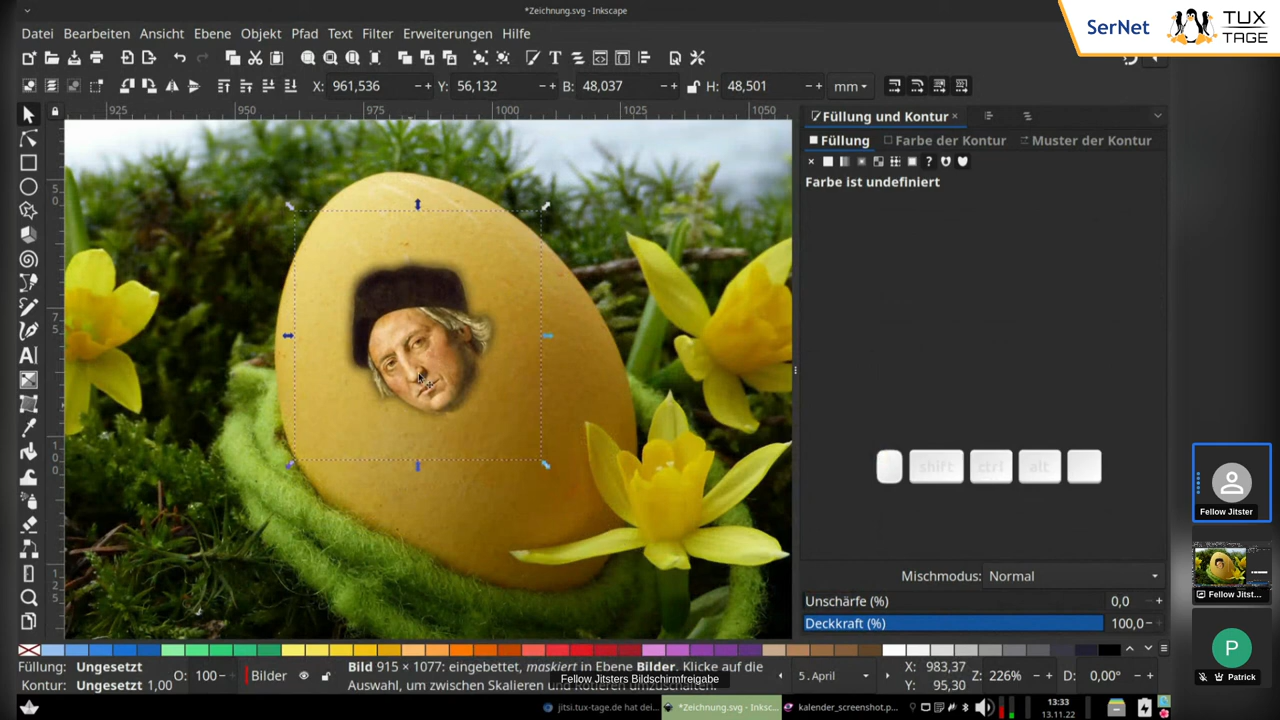 *Zeichnung.svg - Inkscape
SerNet
TUX
TAGE
Datei Bearbeiten Ansicht Ebene Objekt Pfad Text Filter Erweiterungen Hilfe
X: 961,536 Y: 56,132 B: 48,037 H: 48,501 mm
925 950 975 1000 1025 1050
Füllung und Kontur
Füllung Farbe der Kontur Muster der Kontur
Farbe ist undefiniert
50
75
100
125
shift ctrl alt
Fellow Jitster
Fellow Jitst...
P
Patrick
Mischmodus: Normal
Unschärfe (%) 0,0
Deckkraft (%) 100,0
Füllung: Ungesetzt
Kontur: Ungesetzt 1,00
O: 100
Bilder
Bild 915 × 1077: eingebettet, maskiert in Ebene Bilder. Klicke auf die
Auswahl, um zwischen Skalieren und Rotieren umzuschalten.
5. April
X: 983,37
Y: 95,30
Z: 226%
D: 0,00°
Fellow Jitsters Bildschirmfreigabe
jitsi.tux-tage.de hat dei...
*Zeichnung.svg - Inksc...
kalender_screenshot.p...
13:33
13.11.22